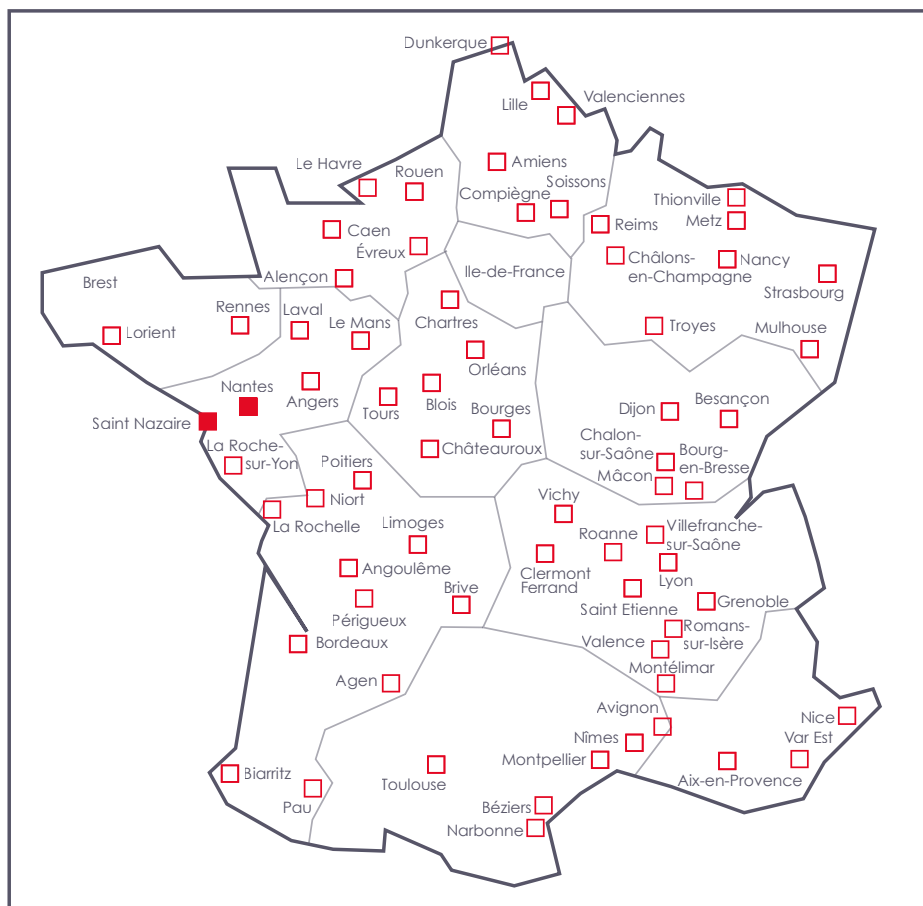 Dunkerque
Lille
Valenciennes
Le Havre
Rouen
Amiens
Soissons
Compiègne
Thionville
Metz
Reims
Caen
Évreux
Châlons-
en-Champagne
Nancy
Ile-de-France
Alençon
Brest
Strasbourg
Rennes
Laval
Le Mans
Chartres
Lorient
Troyes
Mulhouse
Orléans
Nantes
Angers
Tours
Blois
Bourges
Dijon
Besançon
Saint Nazaire
La Roche-
sur-Yon
Châteauroux
Chalon-
sur-Saône
Bourg-
en-Bresse
Mâcon
Poitiers
Niort
La Rochelle
Vichy
Limoges
Roanne
Villefranche-
sur-Saône
Angoulême
Clermont
Ferrand
Lyon
Brive
Saint Etienne
Grenoble
Périgueux
Romans-
sur-Isère
Bordeaux
Valence
Montélimar
Agen
Avignon
Nice
Var Est
Nîmes
Montpellier
Biarritz
Toulouse
Aix-en-Provence
Pau
Béziers
Narbonne